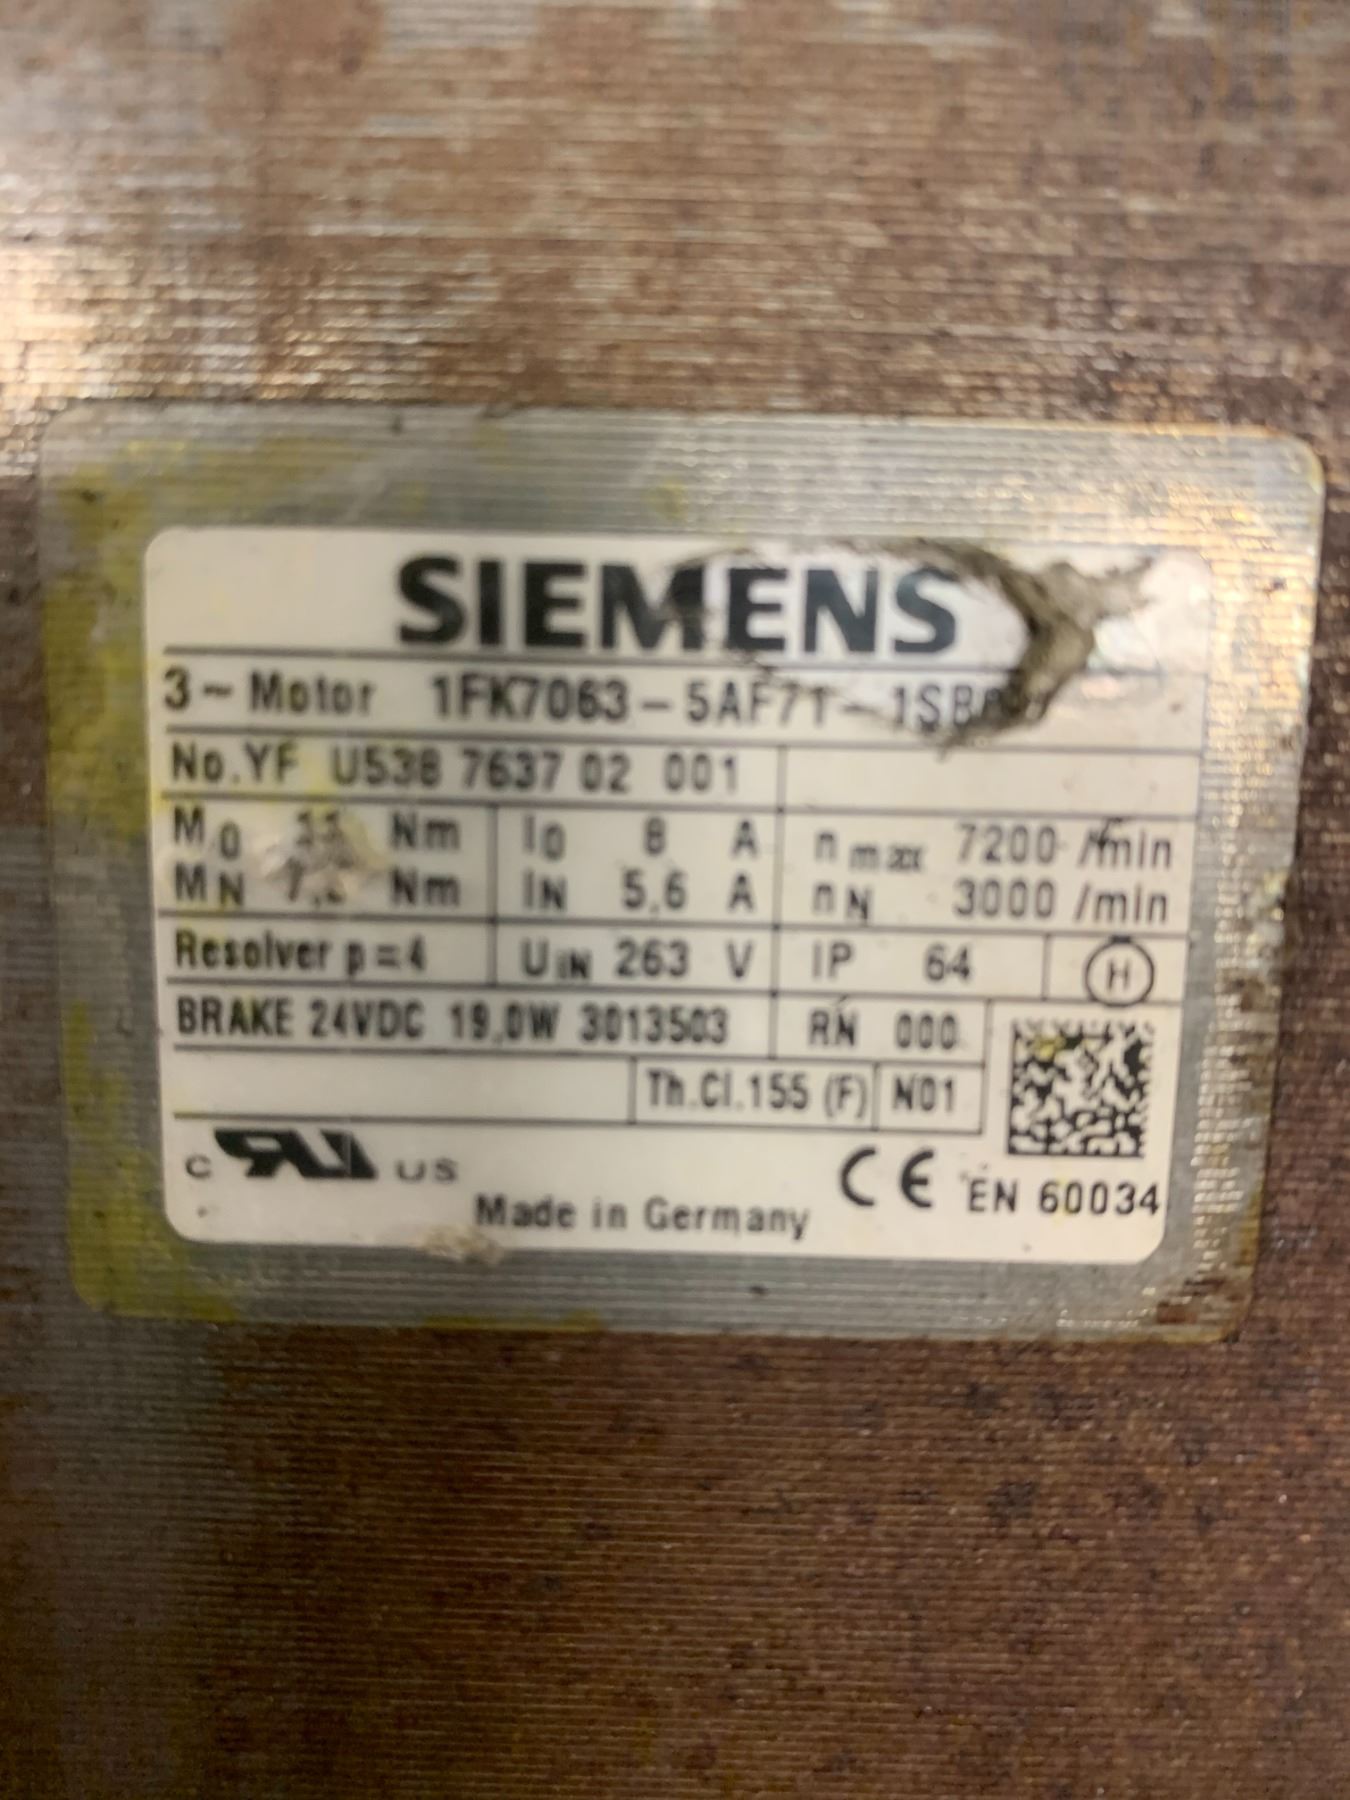 SIEMENS
3~Motor 1FK7063-5AF71-
No.YF U538 7637 02 001
M0 Nm I0 8 A nmax 7200 /min
MN Nm IN 5,6 A nN 3000 /min
Resolver p=4 UIN 263 V IP 64 H
BRAKE 24VDC 19,0W 3013503 RN 000
Th.Cl.155 (F) N01
c RU US CE EN 60034
Made in Germany